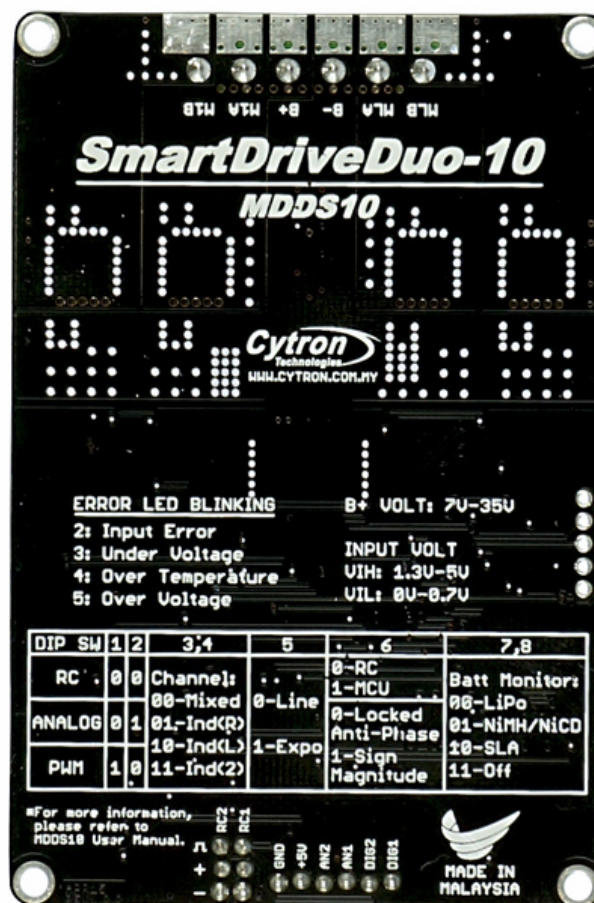 M1B M1A B+ B- MLA MLB
SmartDriveDuo-10
MDDS10
Cytron
Technologies
WWW.CYTRON.COM.MY
ERROR LED BLINKING
2: Input Error
3: Under Voltage
4: Over Temperature
5: Over Voltage
B+ VOLT: 7V-35V
INPUT VOLT
VIH: 1.3V-5V
VIL: 0V-0.7V
DIP SW 1 2 3,4 5 6 7,8
RC 0 0
ANALOG 0 1
PWM 1 0
Channel:
00-Mixed
01-Ind(R)
10-Ind(L)
11-Ind(2)
0-Line
1-Expo
0-RC
1-MCU
0-Locked
Anti-Phase
1-Sign
Magnitude
Batt Monitor:
00-LiPo
01-NiMH/NiCD
10-SLA
11-Off
*For more information,
please refer to
MDDS10 User Manual.
RC2
RC1
+
-
GND
+5V
AN2
AN1
DIG2
DIG1
MADE IN
MALAYSIA